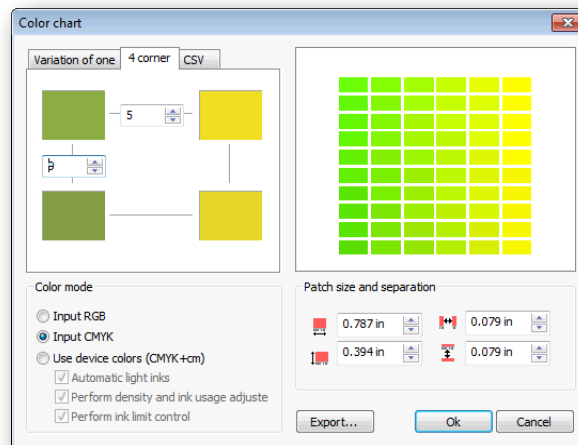 Color chart
Variation of one
4 corner
CSV
5
Color mode
Input RGB
Input CMYK
Use device colors (CMYK+cm)
Automatic light inks
Perform density and ink usage adjuste
Perform ink limit control
Patch size and separation
0.787 in
0.079 in
0.394 in
0.079 in
Export...
Ok
Cancel